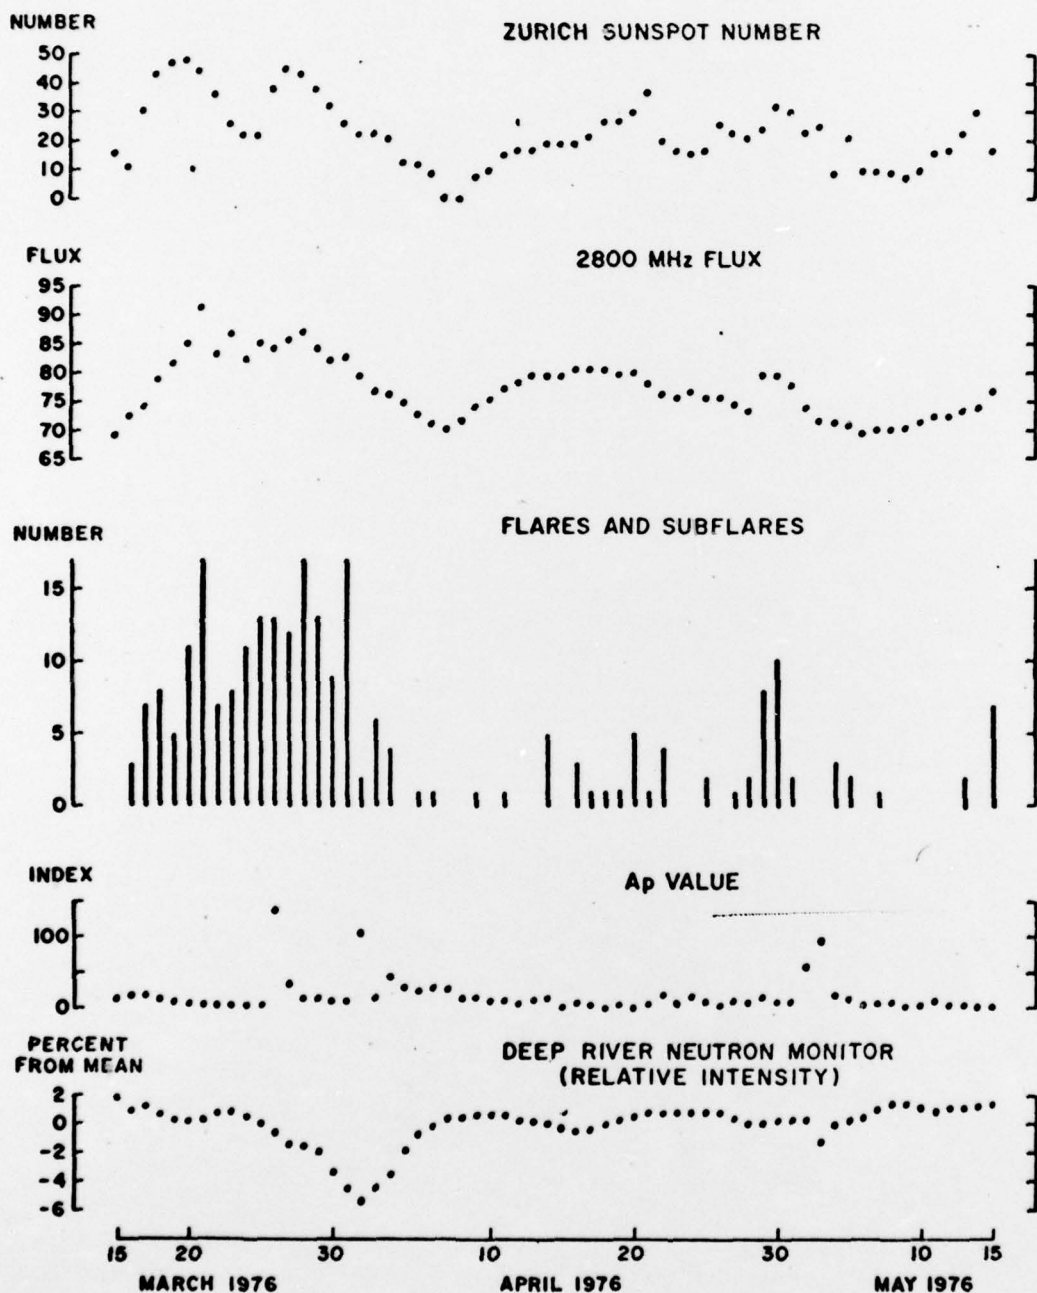 NUMBER
ZURICH SUNSPOT NUMBER
50
40
30
20
10
0
FLUX
2800 MHz FLUX
95
90
85
80
75
70
65
NUMBER
FLARES AND SUBFLARES
15
10
5
0
INDEX
Ap VALUE
100
0
PERCENT
FROM MEAN
DEEP RIVER NEUTRON MONITOR
(RELATIVE INTENSITY)
2
0
-2
-4
-6
15 20 30 10 20 30 10 15
MARCH 1976 APRIL 1976 MAY 1976